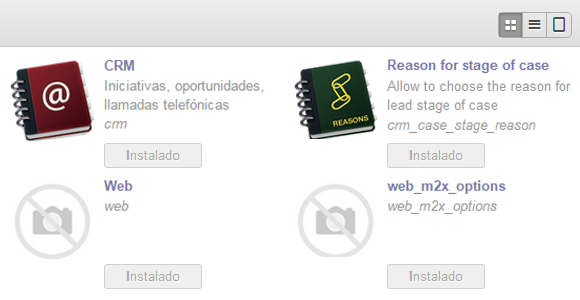 CRM
Iniciativas, oportunidades,
llamadas telefónicas
crm
Instalado
@
Reason for stage of case
Allow to choose the reason for
lead stage of case
crm_case_stage_reason
Instalado
REASONS
Web
web
Instalado
web_m2x_options
web_m2x_options
Instalado